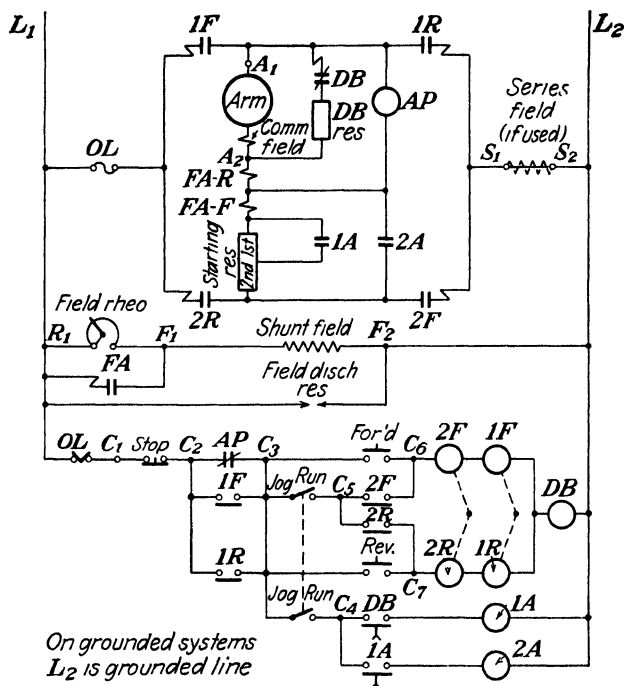 L1
1F
1R
L2
A1
DB
Arm
DB
res
AP
Comm
field
Series
field
(if used)
OL
A2
S1
S2
FA-R
FA-F
Starting
res
2nd 1st
1A
2A
2R
2F
Field rheo
R1
F1
Shunt field
F2
FA
Field disch
res
OL
C1
Stop
C2
AP
C3
For'd
C6
2F
1F
1F
Jog
Run
C5
2F
2R
DB
1R
Rev.
C7
2R
1R
Jog
Run
C4
DB
1A
1A
2A
On grounded systems
L2 is grounded line